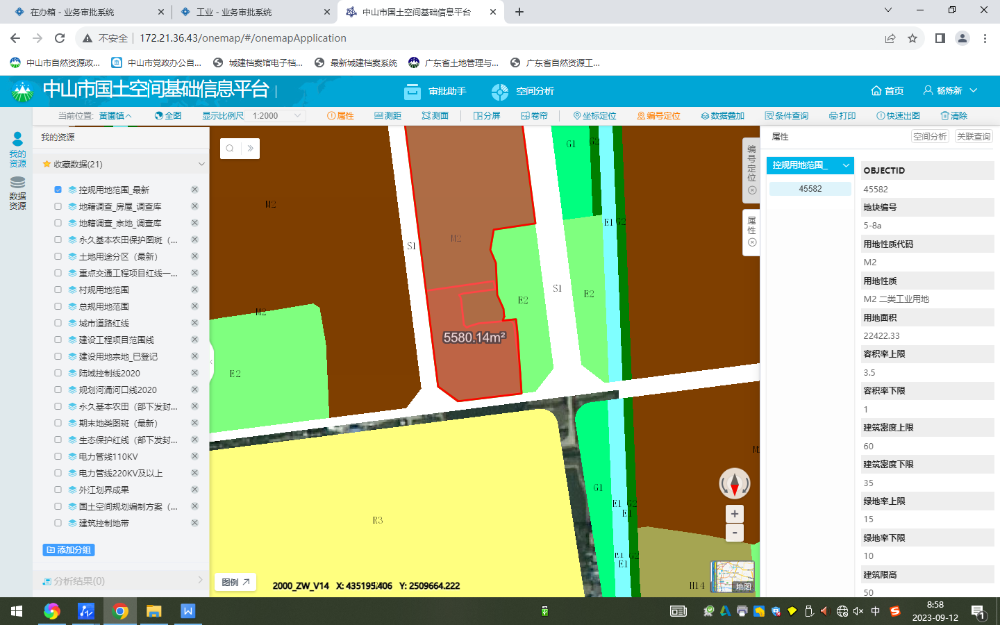 在办箱 - 业务审批系统
工业 - 业务审批系统
中山市国土空间基础信息平台
不安全
172.21.36.43/onemap/#/onemapApplication
中山市自然资源政...
中山市党政办公自...
城建档案馆电子档...
最新城建档案系统
广东省土地管理与...
广东省自然资源工...
中山市国土空间基础信息平台
审批助手
空间分析
首页
杨炼新
当前位置:
黄圃镇
全图
显示比例尺
1:2000
属性
测距
测面
分屏
卷帘
坐标定位
编号定位
数据叠加
条件查询
打印
快速出图
清除
我的
资源
数据
资源
我的资源
收藏数据(21)
控规用地范围_最新
地籍调查_房屋_调查库
地籍调查_宗地_调查库
永久基本农田保护图斑（...
土地用途分区（最新）
重点交通工程项目红线一...
村规用地范围
总规用地范围
城市道路红线
建设工程项目范围线
建设用地宗地_已登记
陆域控制线2020
规划河涌河口线2020
永久基本农田（部下发封...
期末地类图斑（最新）
生态保护红线（部下发封...
电力管线110KV
电力管线220KV及以上
外江划界成果
国土空间规划编制方案（...
建筑控制地带
添加分组
分析结果(0)
M2
G1
G2
E1
G2
M2
S1
S1
E2
E2
M2
E2
5580.14m²
G1
E1
G2
E1
R3
E1
G2
E1
H14
图例
2000_ZW_V14 X: 435195.406 Y: 2509664.222
+
-
地图
编号定位
属性
属性
空间分析
关联查询
控规用地范围_
45582
OBJECTID
45582
地块编号
5-8a
用地性质代码
M2
用地性质
M2 二类工业用地
用地面积
22422.33
容积率上限
3.5
容积率下限
1
建筑密度上限
60
建筑密度下限
35
绿地率上限
15
绿地率下限
10
建筑限高
50
中
8:58
2023-09-12
1